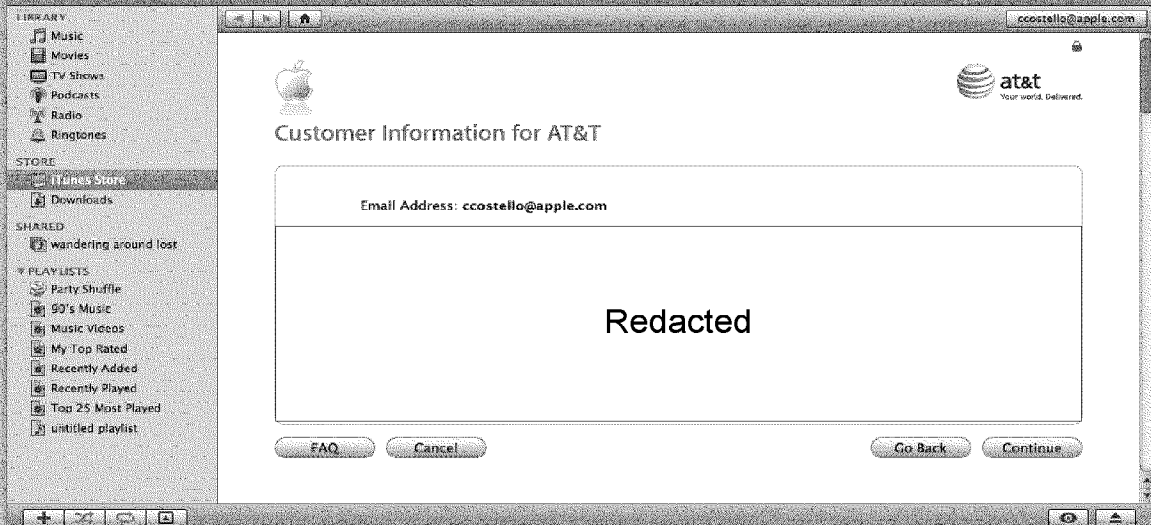 LIBRARY
Music
Movies
TV Shows
Podcasts
Radio
Ringtones
STORE
iTunes Store
Downloads
SHARED
wandering around lost
PLAYLISTS
Party Shuffle
90's Music
Music Videos
My Top Rated
Recently Added
Recently Played
Top 25 Most Played
untitled playlist
ccostello@apple.com
at&t
Your world. Delivered.
Customer Information for AT&T
Email Address: ccostello@apple.com
Redacted
FAQ
Cancel
Go Back
Continue